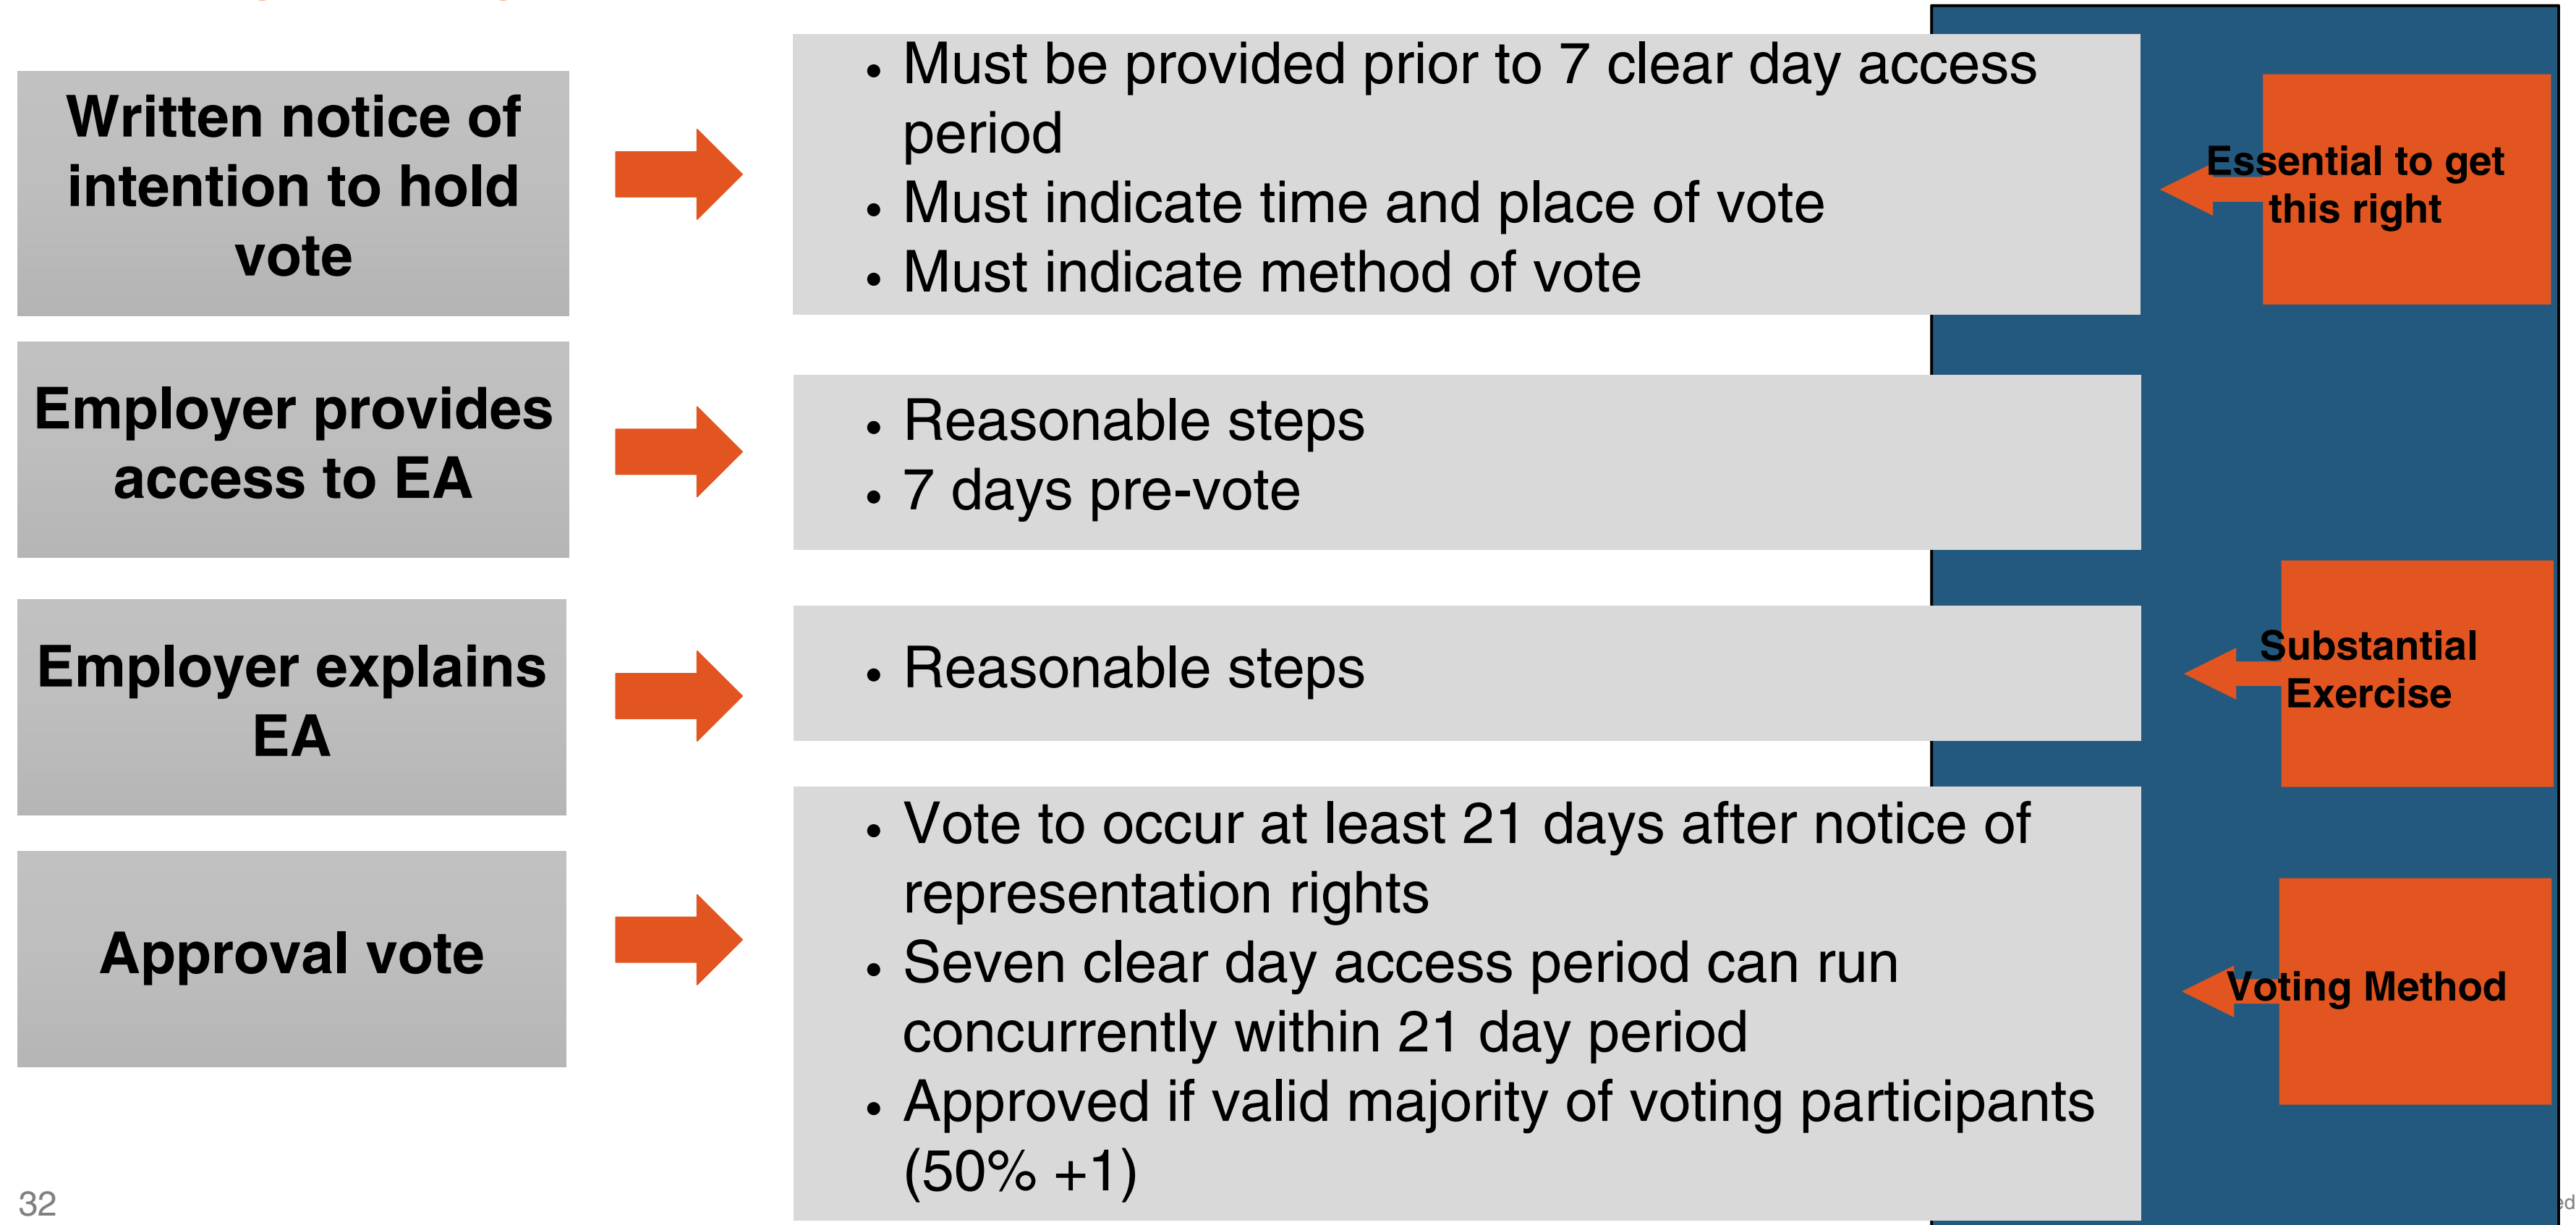 Written notice of
intention to hold
vote
• Must be provided prior to 7 clear day access
period
• Must indicate time and place of vote
• Must indicate method of vote
Essential to get
this right
Employer provides
access to EA
• Reasonable steps
• 7 days pre-vote
Employer explains
EA
• Reasonable steps
Substantial
Exercise
Approval vote
• Vote to occur at least 21 days after notice of
representation rights
• Seven clear day access period can run
concurrently within 21 day period
• Approved if valid majority of voting participants
(50% +1)
Voting Method
32